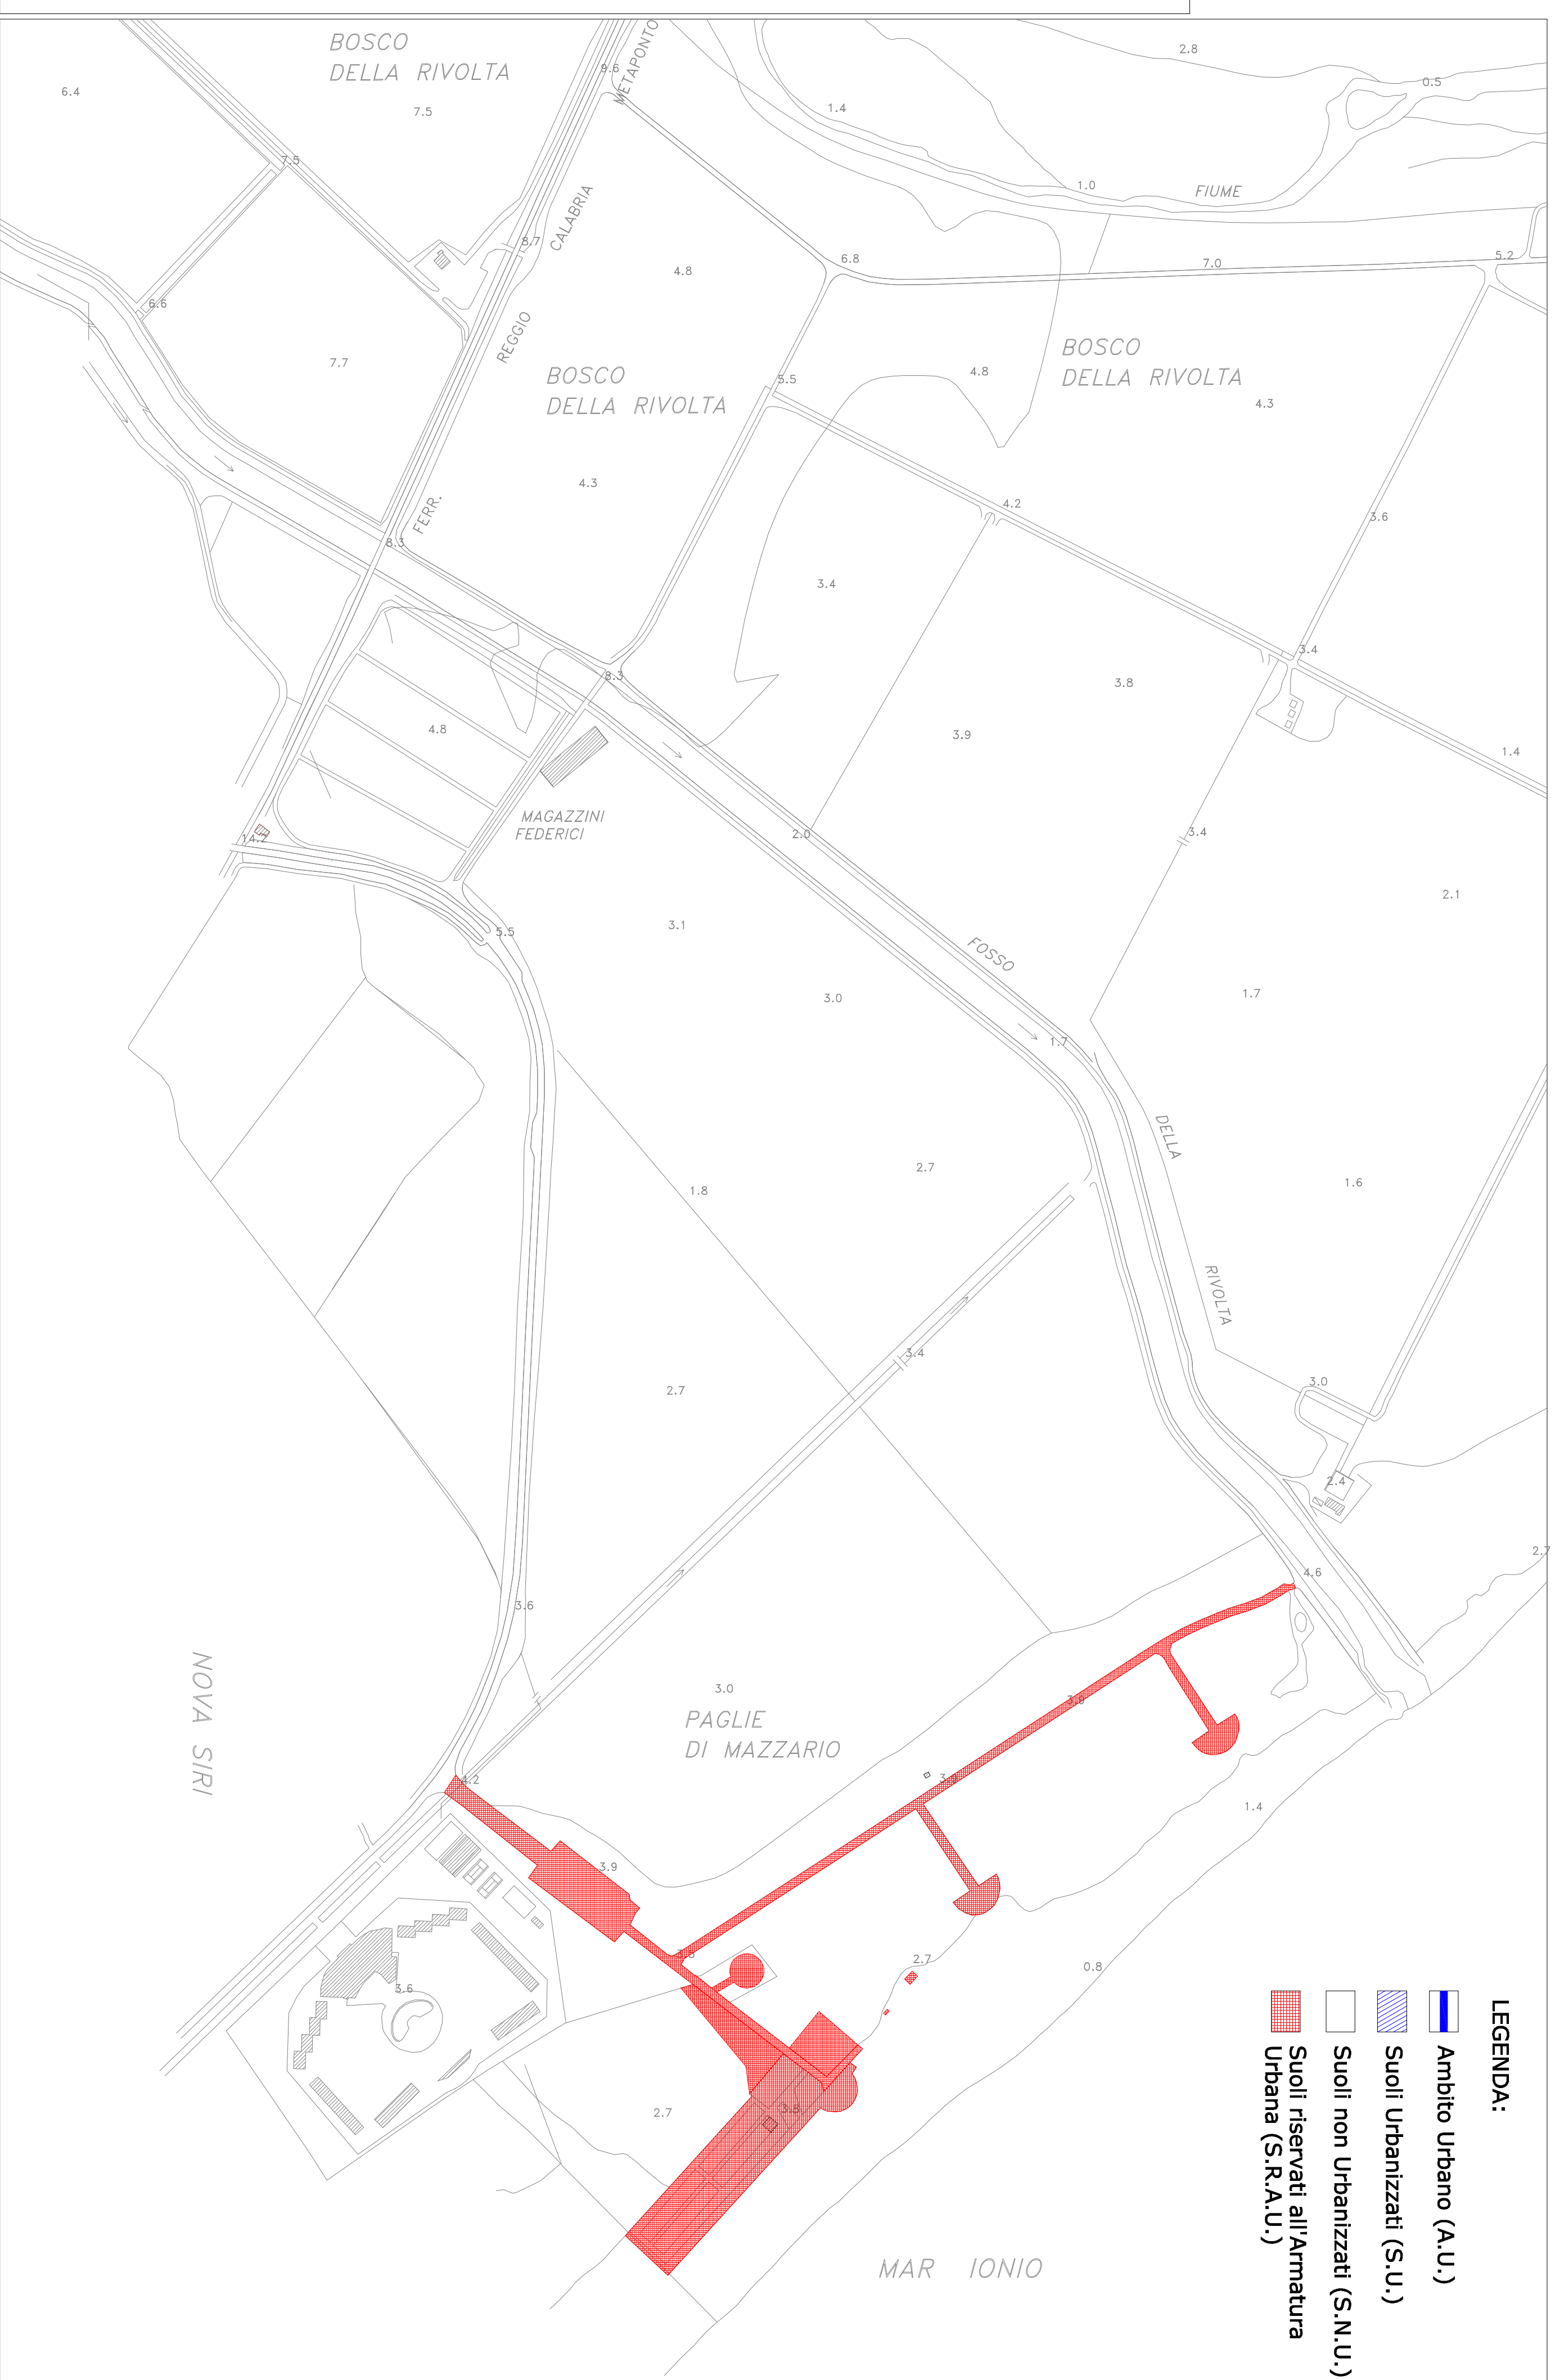 BOSCO
DELLA RIVOLTA
2.8
9.6
METAPONTO
0.5
6.4
7.5
1.4
7.5
1.0
FIUME
CALABRIA
8.7
6.8
5.2
7.0
4.8
6.6
REGGIO
BOSCO
DELLA RIVOLTA
7.7
BOSCO
DELLA RIVOLTA
5.5
4.8
4.3
4.3
4.2
FERR.
3.6
8.3
3.4
3.4
8.3
3.8
4.8
3.9
1.4
MAGAZZINI
FEDERICI
14.2
2.0
3.4
2.1
3.1
5.5
FOSSO
3.0
1.7
1.7
DELLA
2.7
1.8
1.6
RIVOLTA
3.4
3.0
2.7
2.4
2.7
4.6
3.6
NOVA SIRI
3.0
3.8
PAGLIE
DI MAZZARIO
4.2
1.4
3.9
3.6
2.7
0.8
3.6
2.7
3.8
MAR IONIO
LEGENDA:
Ambito Urbano (A.U.)
Suoli Urbanizzati (S.U.)
Suoli non Urbanizzati (S.N.U.)
Suoli riservati all'Armatura
Urbana (S.R.A.U.)